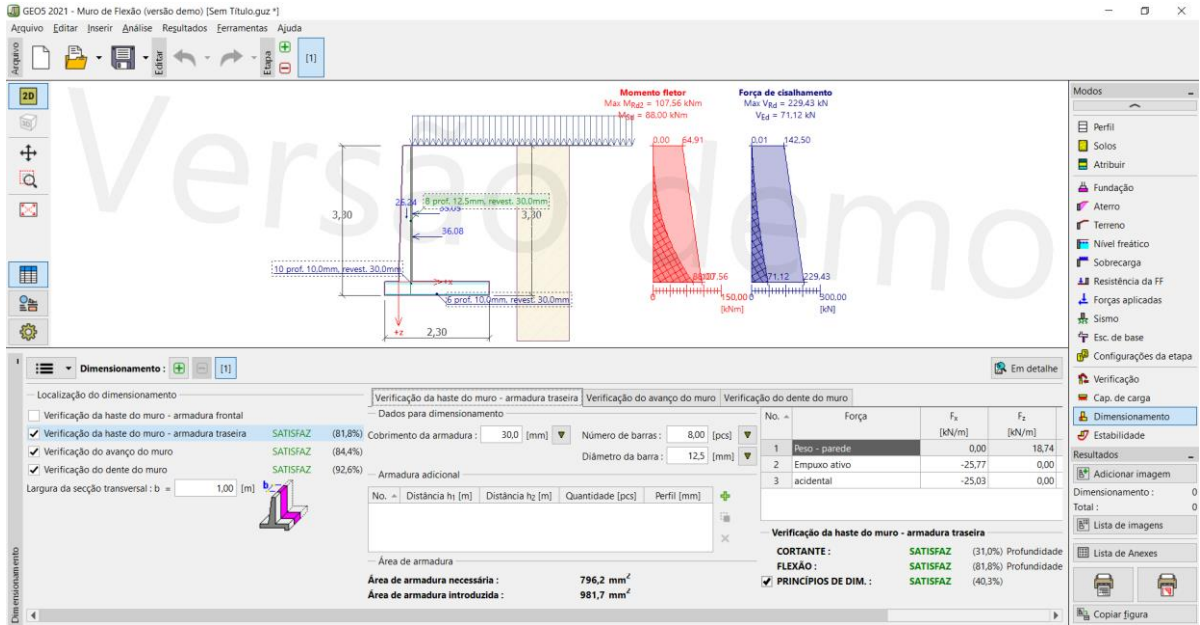 GEO5 2021 - Muro de Flexão (versão demo) [Sem Título.guz *]
Arquivo Editar Inserir Análise Resultados Ferramentas Ajuda
Arquivo
Editar
Etapa
[1]
2D
3D
Versão demo
Momento fletor
Max MRd2 = 107.56 kNm
MSd = 88.00 kNm
Força de cisalhamento
Max VRd = 229.43 kN
VEd = 71,12 kN
0.00 64,91
0.01 142,50
26.24
8 prof. 12.5mm, revest. 30.0mm
3,30
3,30
36.08
10 prof. 10.0mm, revest. 30.0mm
6 prof. 10.0mm, revest. 30.0mm
+x
+z
2,30
71.12 229.43
0 150,00
[kNm]
0 300.00
[kN]
Modos
Perfil
Solos
Atribuir
Fundação
Aterro
Terreno
Nível freático
Sobrecarga
Resistência da FF
Forças aplicadas
Sismo
Esc. de base
Configurações da etapa
Verificação
Cap. de carga
Dimensionamento
Estabilidade
Resultados
Adicionar imagem
Dimensionamento : 0
Total : 0
Lista de imagens
Lista de Anexes
Copiar figura
Dimensionamento
Dimensionamento : [1]
Em detalhe
Localização do dimensionamento
Verificação da haste do muro - armadura frontal
Verificação da haste do muro - armadura traseira SATISFAZ (81,8%)
Verificação do avanço do muro SATISFAZ (84,4%)
Verificação do dente do muro SATISFAZ (92,6%)
Largura da secção transversal : b = 1,00 [m]
b
Verificação da haste do muro - armadura traseira Verificação do avanço do muro Verificação do dente do muro
Dados para dimensionamento
Cobrimento da armadura : 30,0 [mm] Número de barras : 8,00 [pcs]
Diâmetro da barra : 12,5 [mm]
Armadura adicional
No. Distância h1 [m] Distância h2 [m] Quantidade [pcs] Perfil [mm]
Área de armadura
Área de armadura necessária : 796,2 mm2
Área de armadura introduzida : 981,7 mm2
No. Força Fx Fz
[kN/m] [kN/m]
1 Peso - parede 0,00 18,74
2 Empuxo ativo -25,77 0,00
3 acidental -25,03 0,00
Verificação da haste do muro - armadura traseira
CORTANTE : SATISFAZ (31,0%) Profundidade
FLEXÃO : SATISFAZ (81,8%) Profundidade
PRINCÍPIOS DE DIM. : SATISFAZ (40,3%)